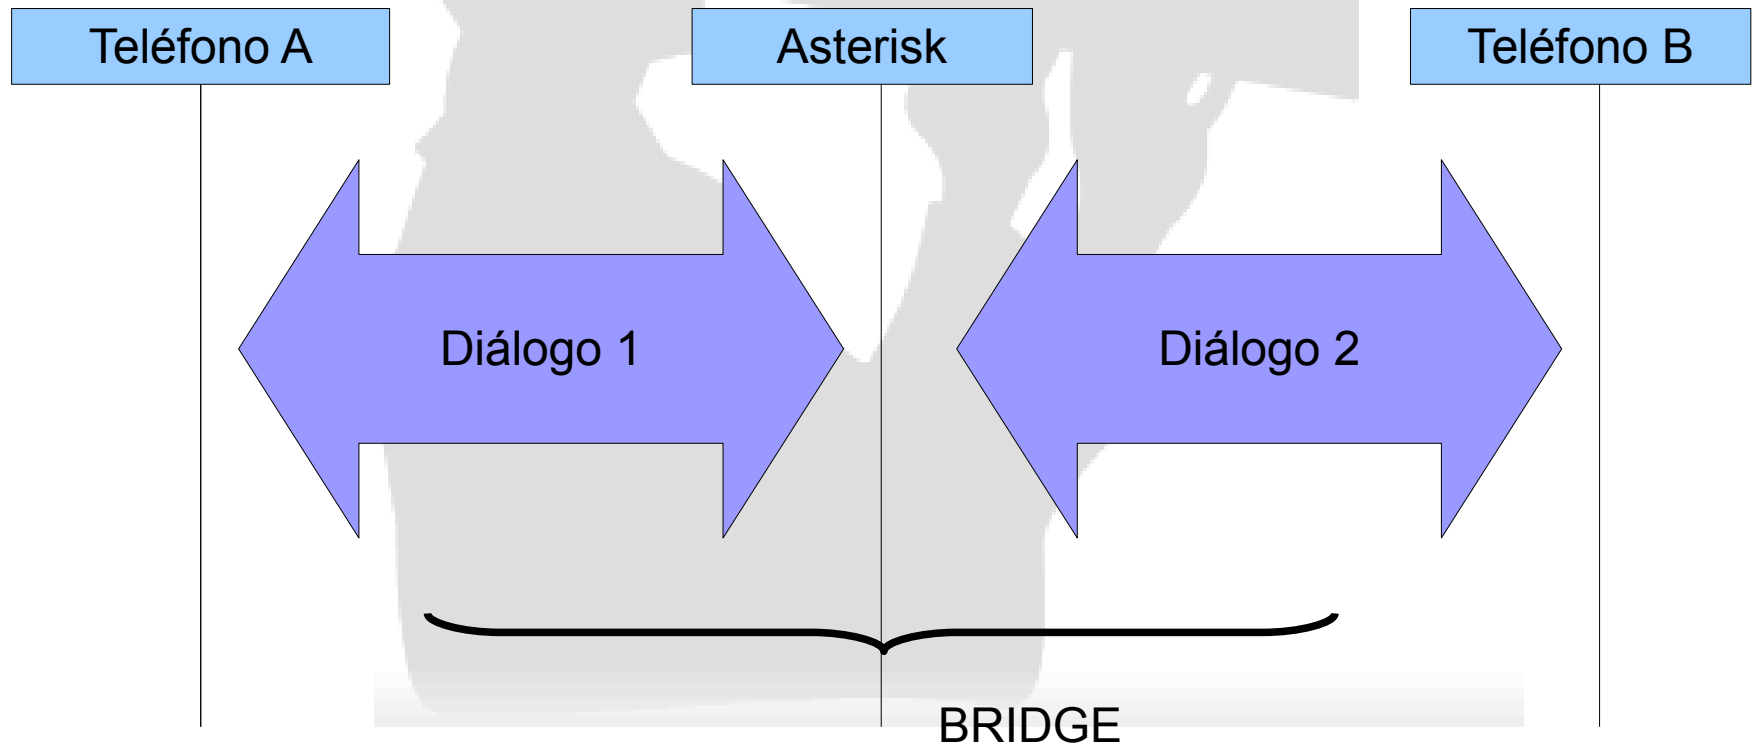 Teléfono A
Asterisk
Teléfono B
Diálogo 1
Diálogo 2
BRIDGE